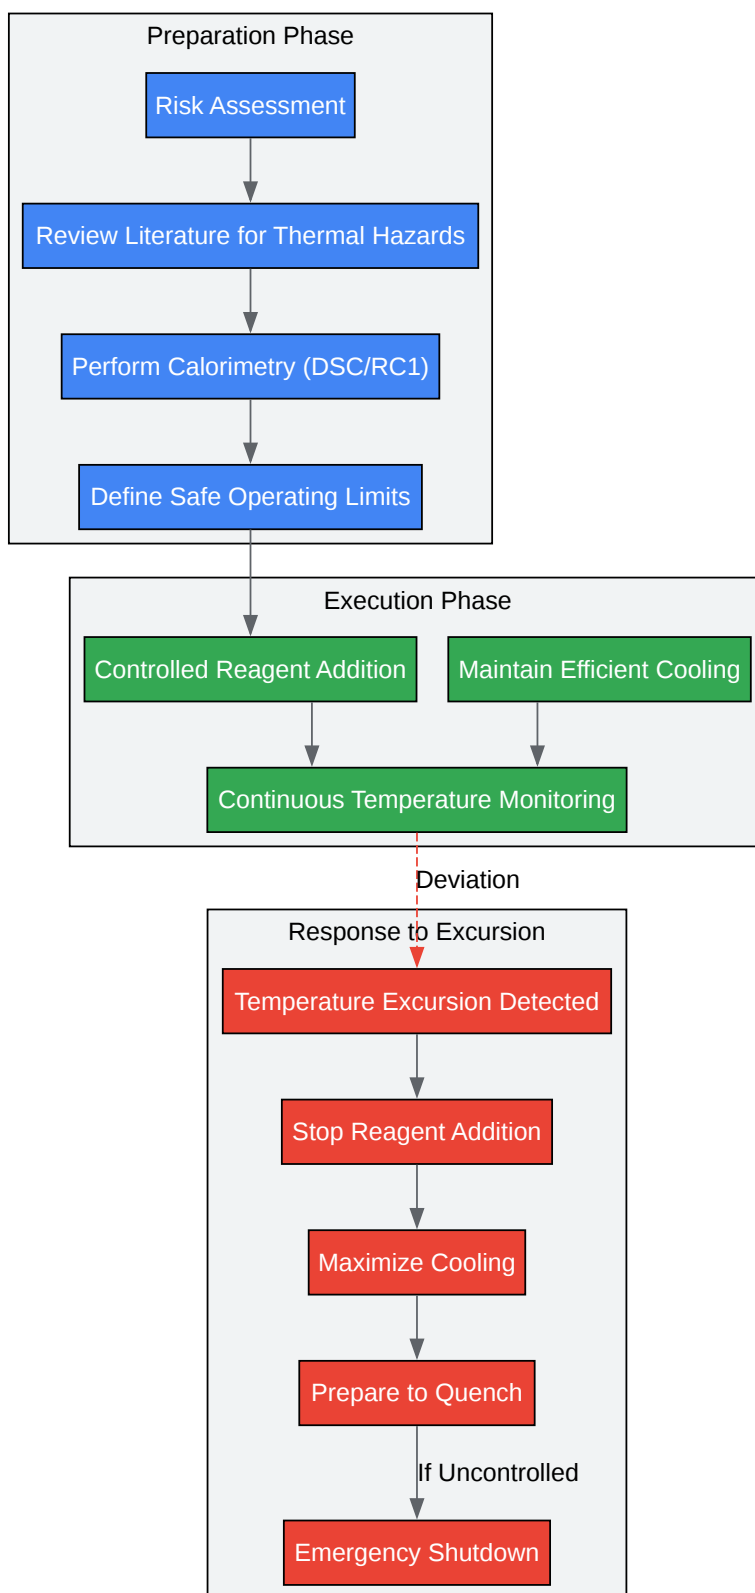 Preparation Phase
Risk Assessment
Review Literature for Thermal Hazards
Perform Calorimetry (DSC/RC1)
Define Safe Operating Limits
Execution Phase
Controlled Reagent Addition
Maintain Efficient Cooling
Continuous Temperature Monitoring
Deviation
Response to Excursion
Temperature Excursion Detected
Stop Reagent Addition
Maximize Cooling
Prepare to Quench
If Uncontrolled
Emergency Shutdown